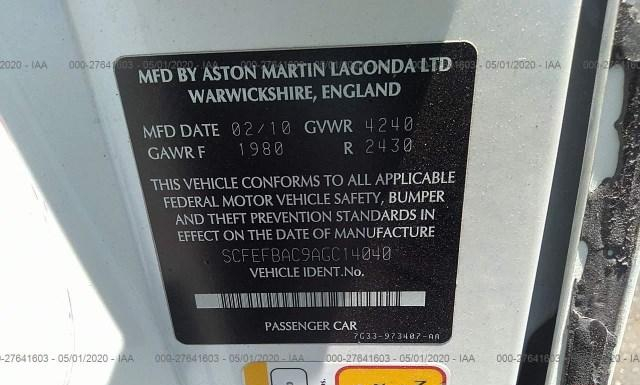 000-27641603 - 05/01/2020 - IAA
MFD BY ASTON MARTIN LAGONDA LTD
WARWICKSHIRE, ENGLAND
MFD DATE 02/10 GVWR 4240
GAWR F 1980 R 2430
THIS VEHICLE CONFORMS TO ALL APPLICABLE
FEDERAL MOTOR VEHICLE SAFETY, BUMPER
AND THEFT PREVENTION STANDARDS IN
EFFECT ON THE DATE OF MANUFACTURE
SCFEFBAC9AGC14040
VEHICLE IDENT.No.
PASSENGER CAR
7G33-973407-AA